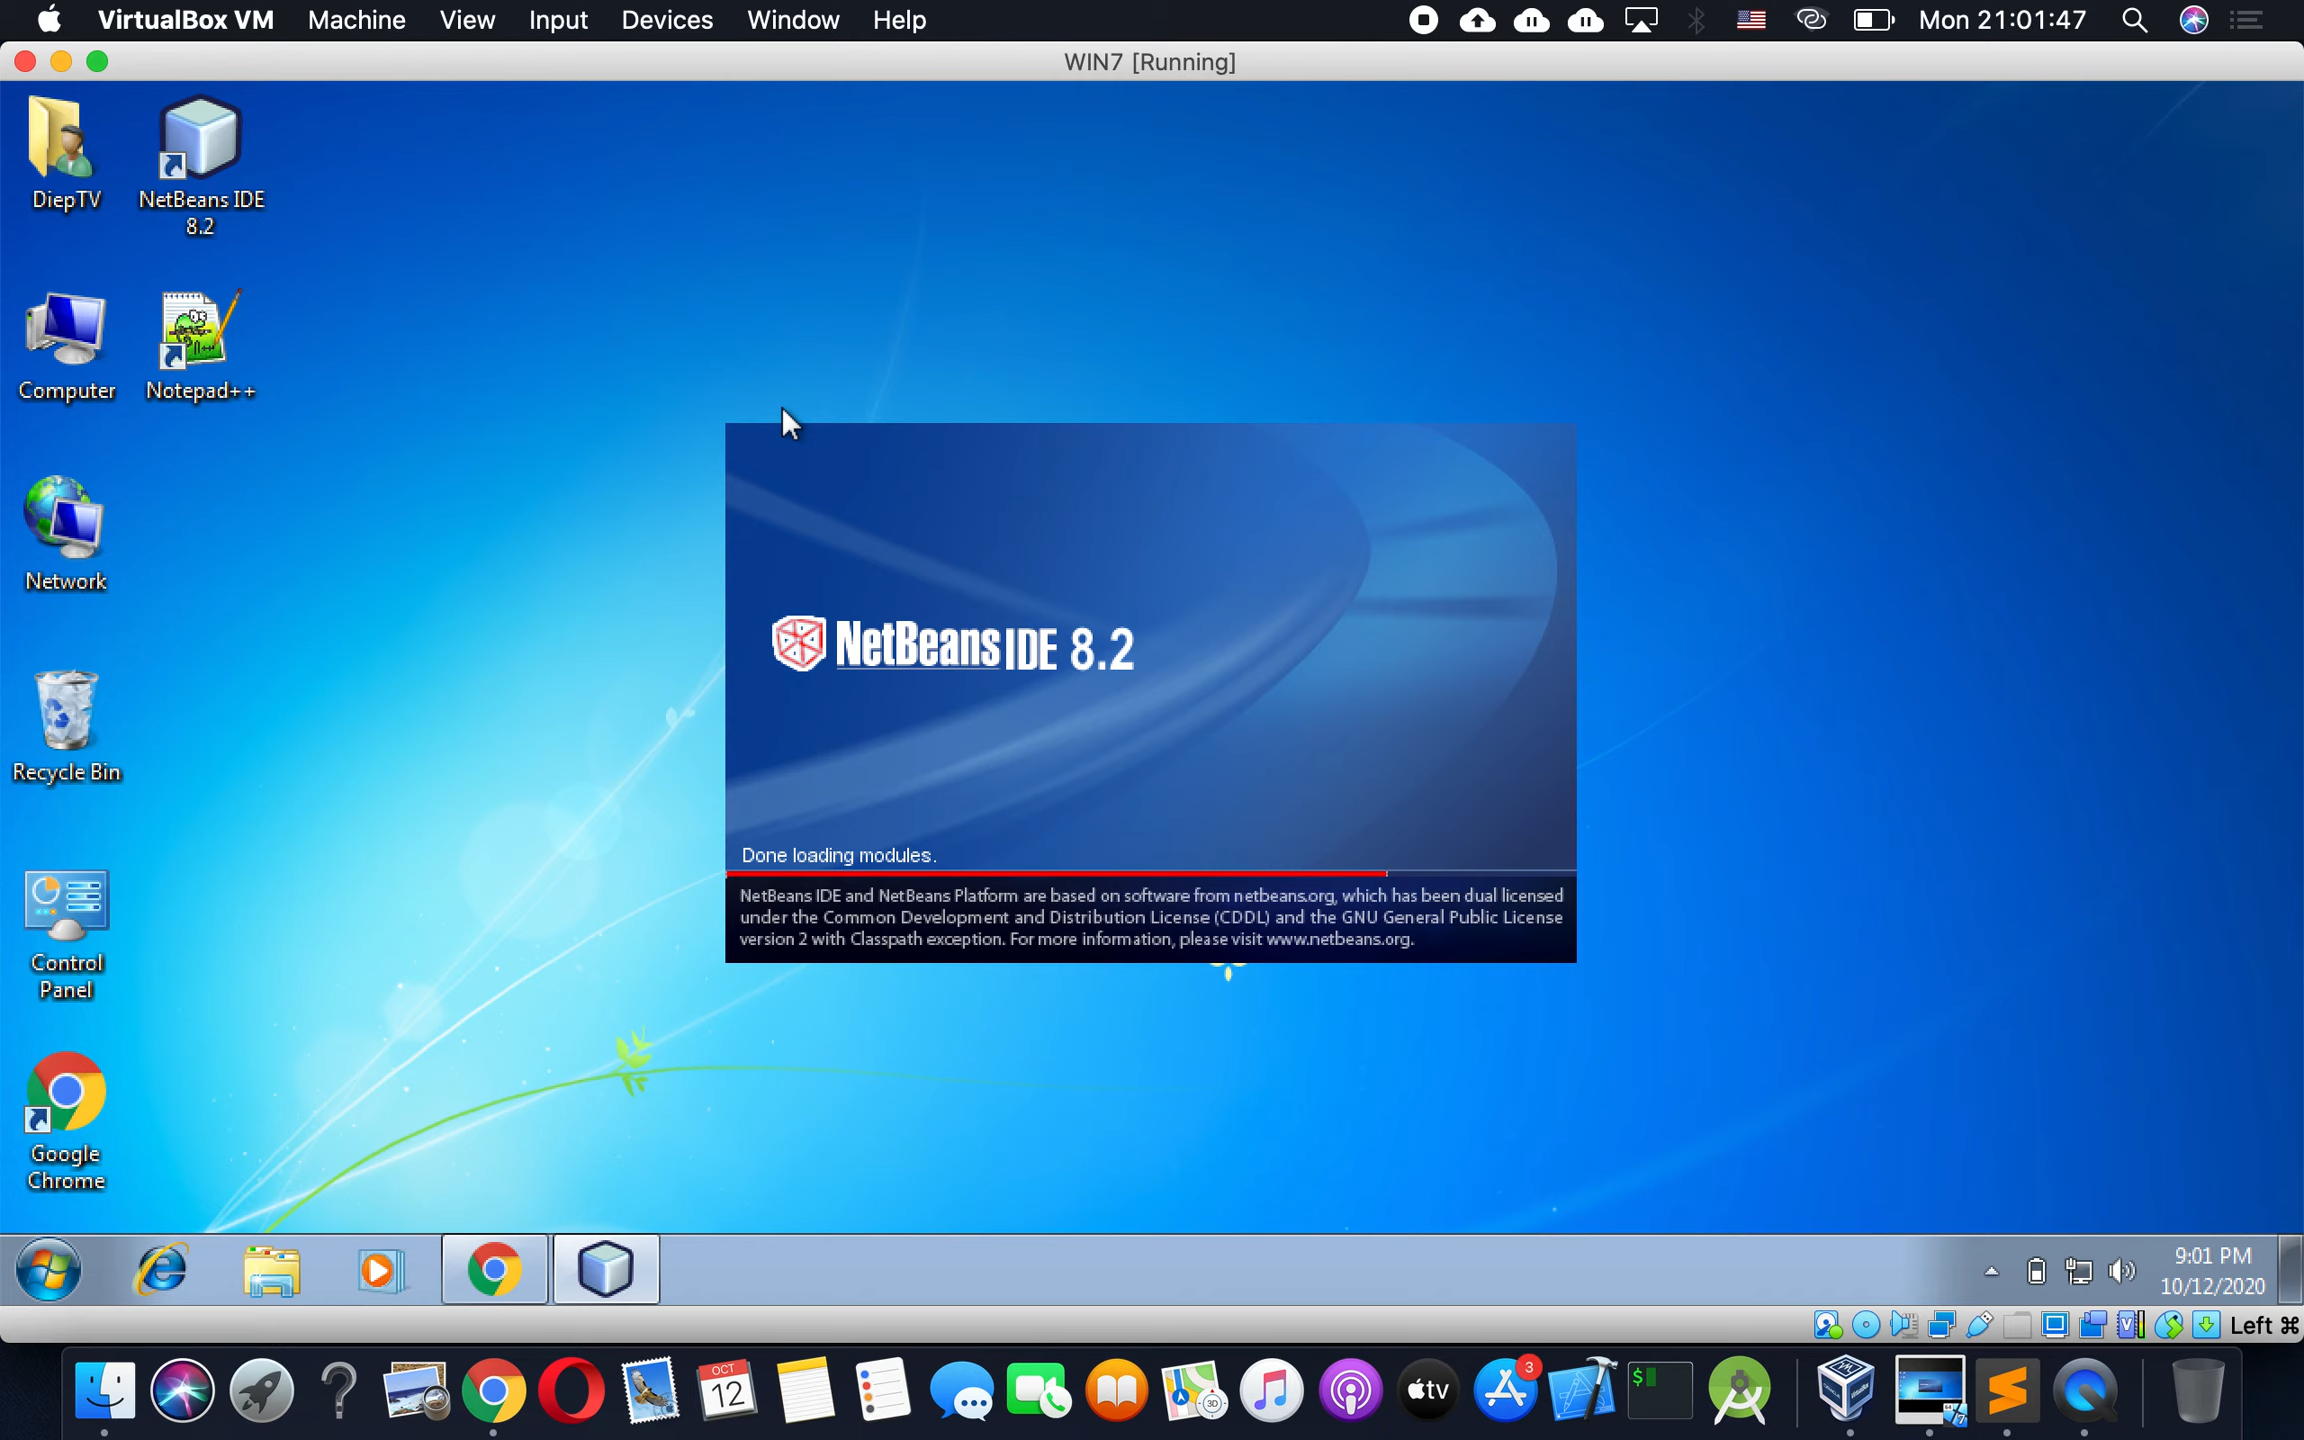 VirtualBox VM Machine View Input Devices Window Help Mon 21:01:47
WIN7 [Running]
DiepTV
NetBeans IDE
8.2
Computer
Notepad++
Network
Recycle Bin
Control
Panel
Google
Chrome
NetBeans IDE 8.2
Done loading modules.
NetBeans IDE and NetBeans Platform are based on software from netbeans.org, which has been dual licensed
under the Common Development and Distribution License (CDDL) and the GNU General Public License
version 2 with Classpath exception. For more information, please visit www.netbeans.org.
9:01 PM
10/12/2020
Left ⌘
OCT
12
3D
tv
3
$